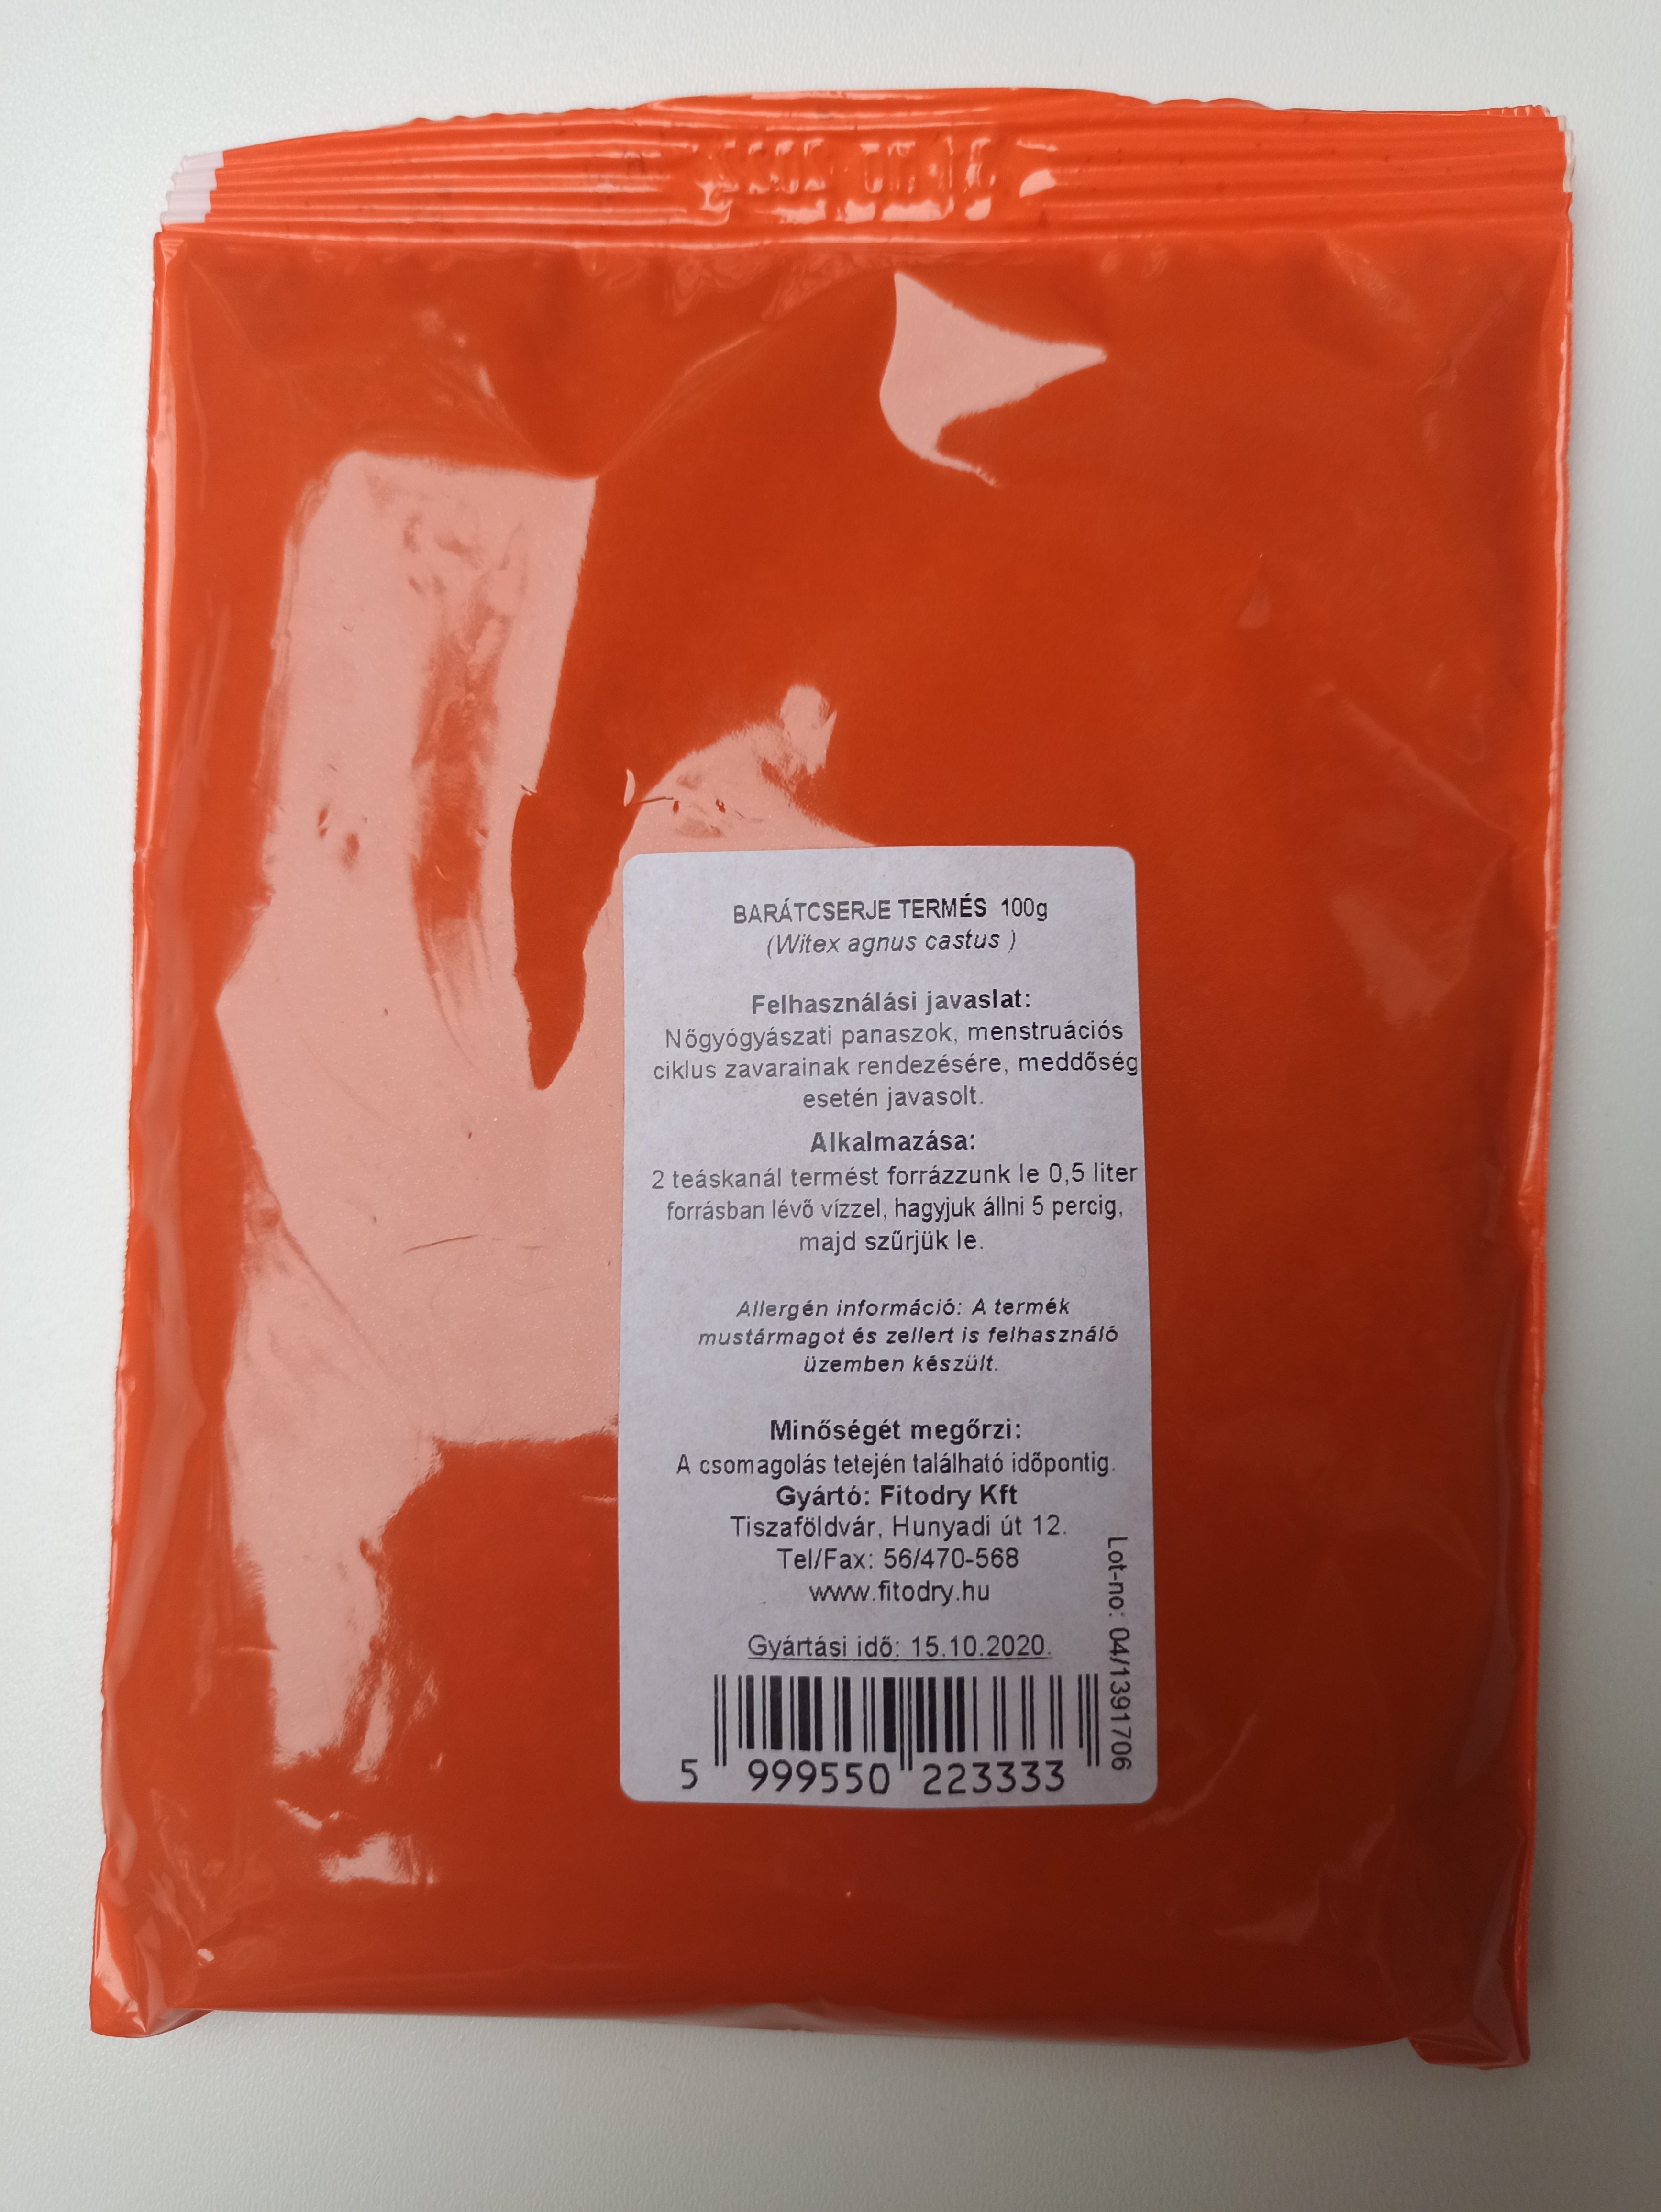 BARÁTCSERJE TERMÉS 100g
(Witex agnus castus )
Felhasználási javaslat:
Nőgyógyászati panaszok, menstruációs
ciklus zavarainak rendezésére, meddőség
esetén javasolt.
Alkalmazása:
2 teáskanál termést forrázzunk le 0,5 liter
forrásban lévő vízzel, hagyjuk állni 5 percig,
majd szűrjük le.
Allergén információ: A termék
mustármagot és zellert is felhasználó
üzemben készült.
Minőségét megőrzi:
A csomagolás tetején található időpontig.
Gyártó: Fitodry Kft
Tiszaföldvár, Hunyadi út 12.
Tel/Fax: 56/470-568
www.fitodry.hu
Gyártási idő: 15.10.2020.
Lot-no: 04/1391706
5 999550 223333